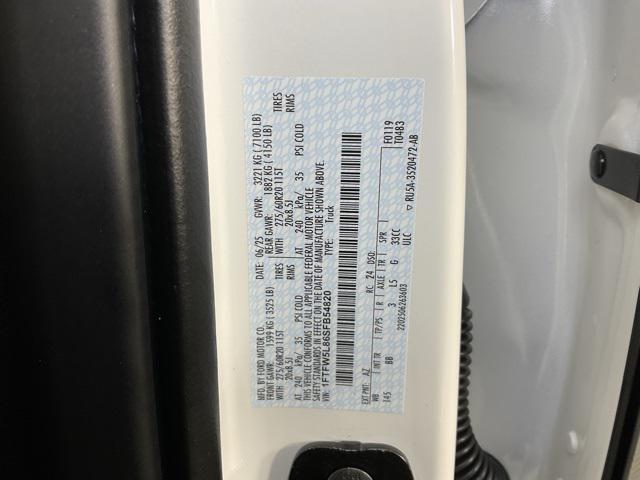 MFG. BY FORD MOTOR CO.
DATE: 06/25 GVWR: 3221 KG ( 7100 LB)
FRONT GAWR: 1599 KG ( 3525 LB) REAR GAWR: 1882 KG ( 4150 LB)
WITH 275/60R20 115T TIRES WITH 275/60R20 115T TIRES
20x8.5J RIMS 20x8.5J RIMS
AT 240 kPa/ 35 PSI COLD AT 240 kPa/ 35 PSI COLD
THIS VEHICLE CONFORMS TO ALL APPLICABLE FEDERAL MOTOR VEHICLE
SAFETY STANDARDS IN EFFECT ON THE DATE OF MANUFACTURE SHOWN ABOVE.
VIN: 1FTFW5L86SFB54820 TYPE: Truck
F0119
T04B3
EXT PNT: AZ RC: 24 DSO:
WB INT TR TP/PS R AXLE TR SPR
145 BB 3 L5 G 33CC
ULC
2202506263603 RU5A-3520472-AB